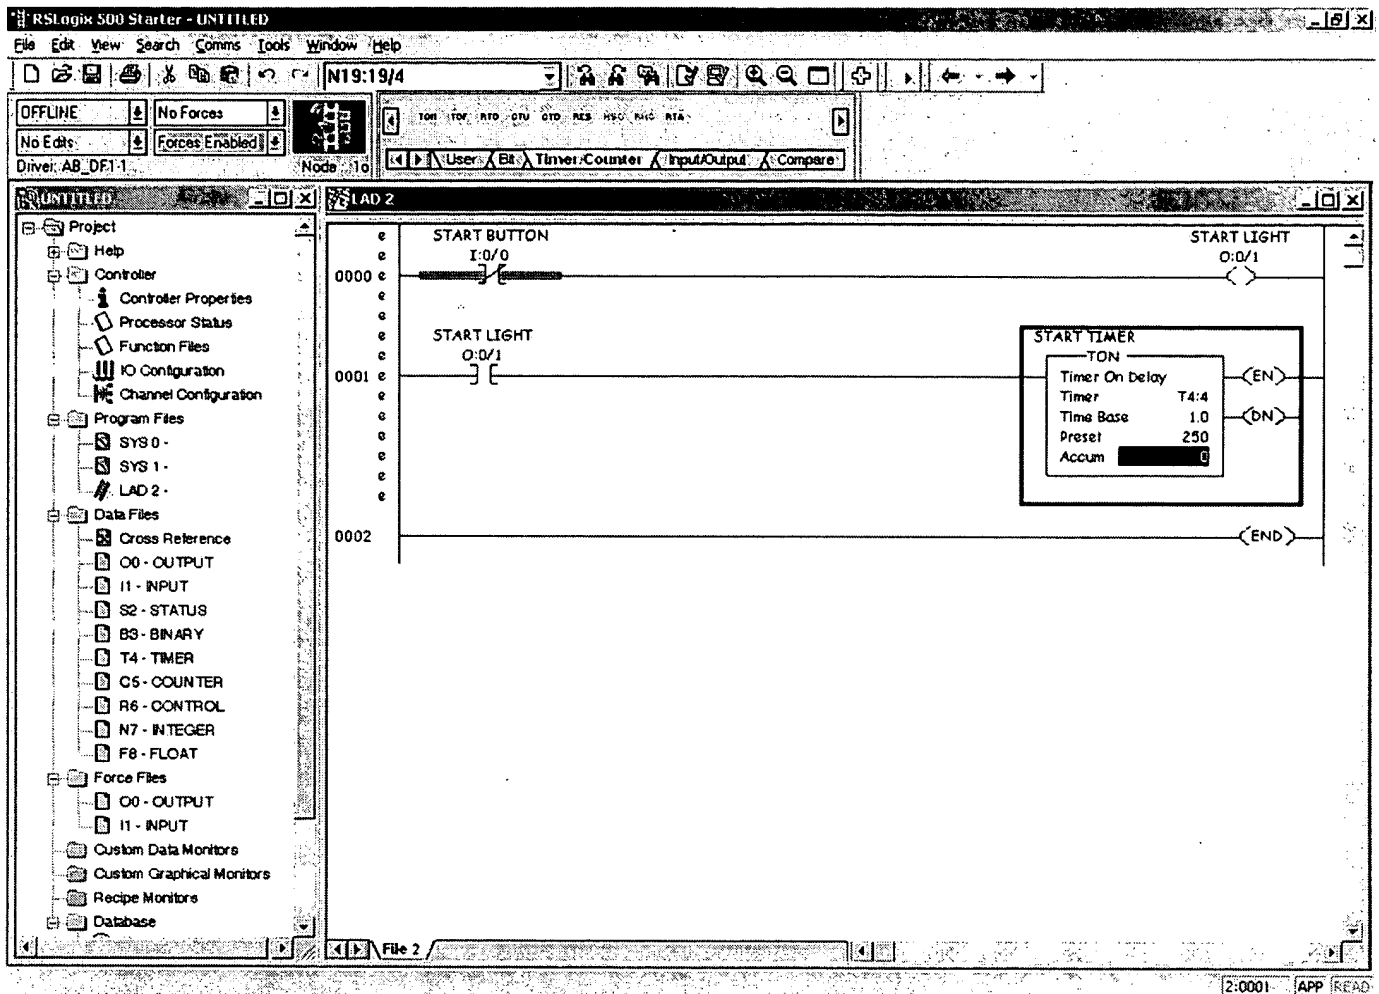 RSLogix 500 Starter - UNTITLED
File Edit View Search Comms Tools Window Help
N19:19/4
OFFLINE No Forces
No Edits Forces Enabled
Driver: AB_DF1-1 Node : 1o
TON TOF RTO CTU CTD RES HSC RHC RTA
User Bit Timer/Counter Input/Output Compare
UNTITLED
Project
Help
Controller
Controller Properties
Processor Status
Function Files
IO Configuration
Channel Configuration
Program Files
SYS 0 -
SYS 1 -
LAD 2 -
Data Files
Cross Reference
O0 - OUTPUT
I1 - INPUT
S2 - STATUS
B3 - BINARY
T4 - TIMER
C5 - COUNTER
R6 - CONTROL
N7 - INTEGER
F8 - FLOAT
Force Files
O0 - OUTPUT
I1 - INPUT
Custom Data Monitors
Custom Graphical Monitors
Recipe Monitors
Database
LAD 2
e
e
0000 e
e
e
e
e
0001 e
e
e
e
e
e
e
0002
START BUTTON
I:0/0
START LIGHT
O:0/1
START LIGHT
O:0/1
START TIMER
TON
Timer On Delay
Timer T4:4
Time Base 1.0
Preset 250
Accum 0
EN
DN
END
File 2
2:0001 APP READ